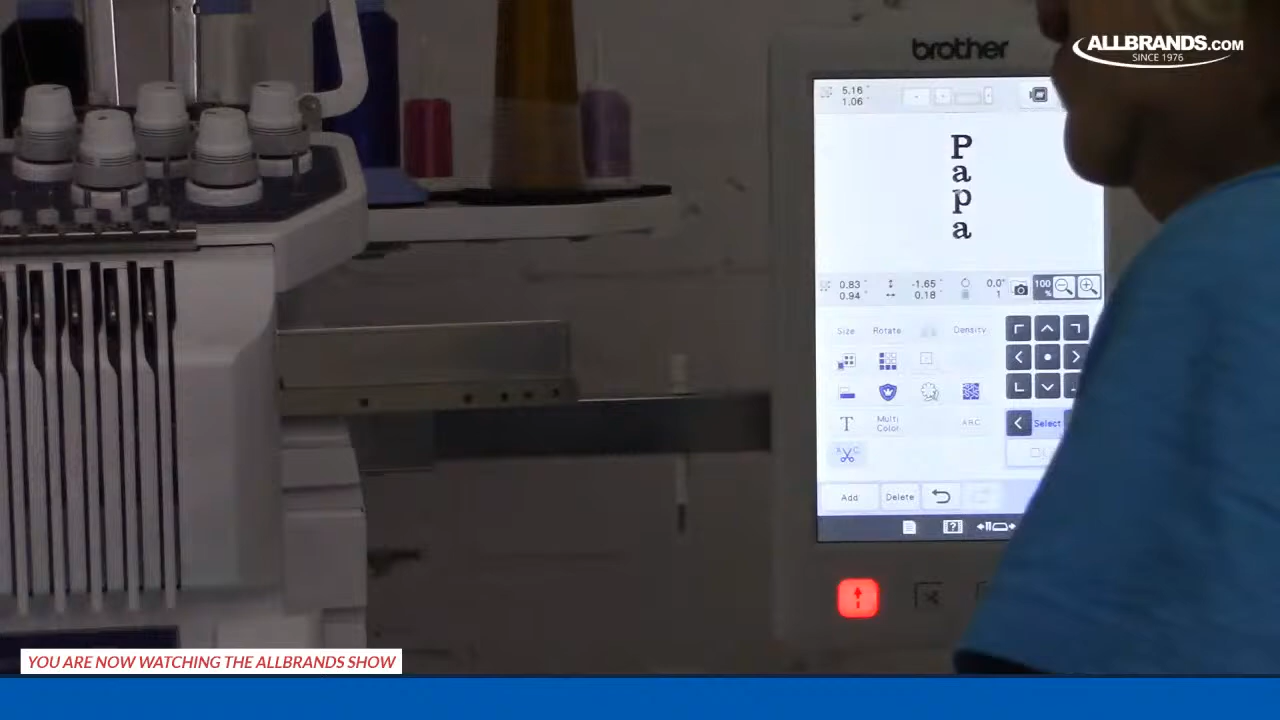 brother
ALLBRANDS.COM
SINCE 1976
5.16 "
1.06 "
P
a
p
a
0.83 "
0.94 "
-1.65 "
0.18 "
0.0°
1
100
%
Size
Rotate
Density
T
Multi
Color
ABC
Select
Add
Delete
YOU ARE NOW WATCHING THE ALLBRANDS SHOW